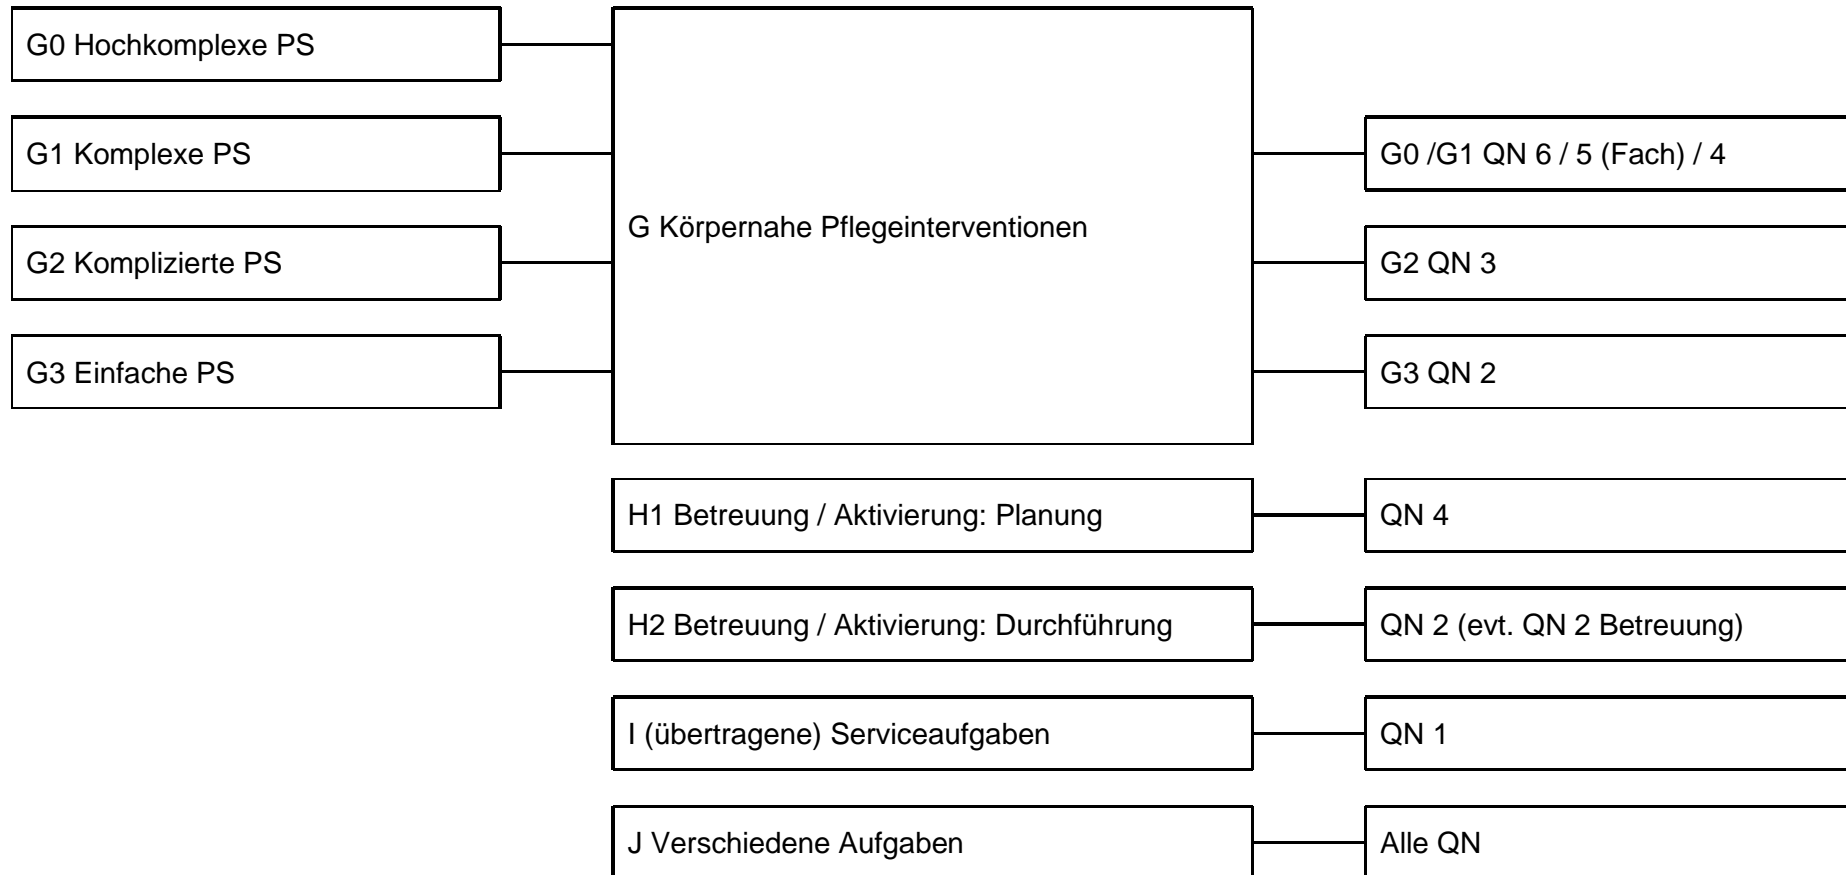 G0 Hochkomplexe PS
G1 Komplexe PS
G0 /G1 QN 6 / 5 (Fach) / 4
G Körpernahe Pflegeinterventionen
G2 Komplizierte PS
G2 QN 3
G3 Einfache PS
G3 QN 2
H1 Betreuung / Aktivierung: Planung
QN 4
H2 Betreuung / Aktivierung: Durchführung
QN 2 (evt. QN 2 Betreuung)
I (übertragene) Serviceaufgaben
QN 1
J Verschiedene Aufgaben
Alle QN